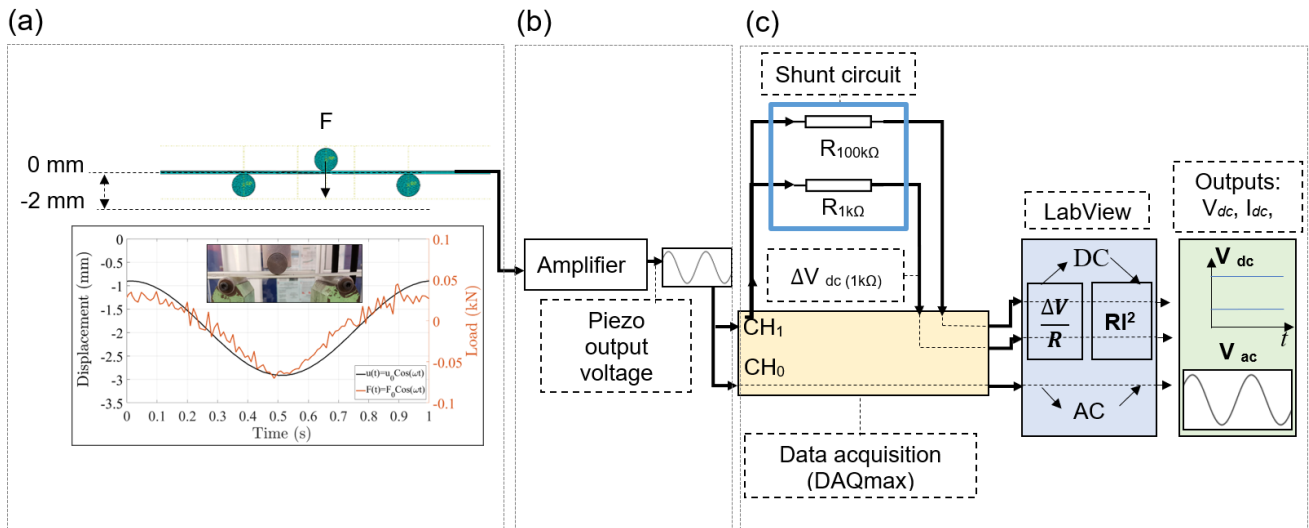 (a)
(b)
(c)
F
0 mm
-2 mm
Displacement (mm)
0
-0.5
-1
-1.5
-2
-2.5
-3
-3.5
0.1
0.05
0
-0.05
-0.1
Load (kN)
u(t)=u0Cos(ωt)
F(t)=F0Cos(ωt)
0 0.1 0.2 0.3 0.4 0.5 0.6 0.7 0.8 0.9 1
Time (s)
Amplifier
Piezo
output
voltage
Shunt circuit
R100kΩ
R1kΩ
ΔV dc (1kΩ)
CH1
CH0
Data acquisition
(DAQmax)
LabView
DC
ΔV
R
RI²
AC
Outputs:
Vdc, Idc,
V dc
t
V ac